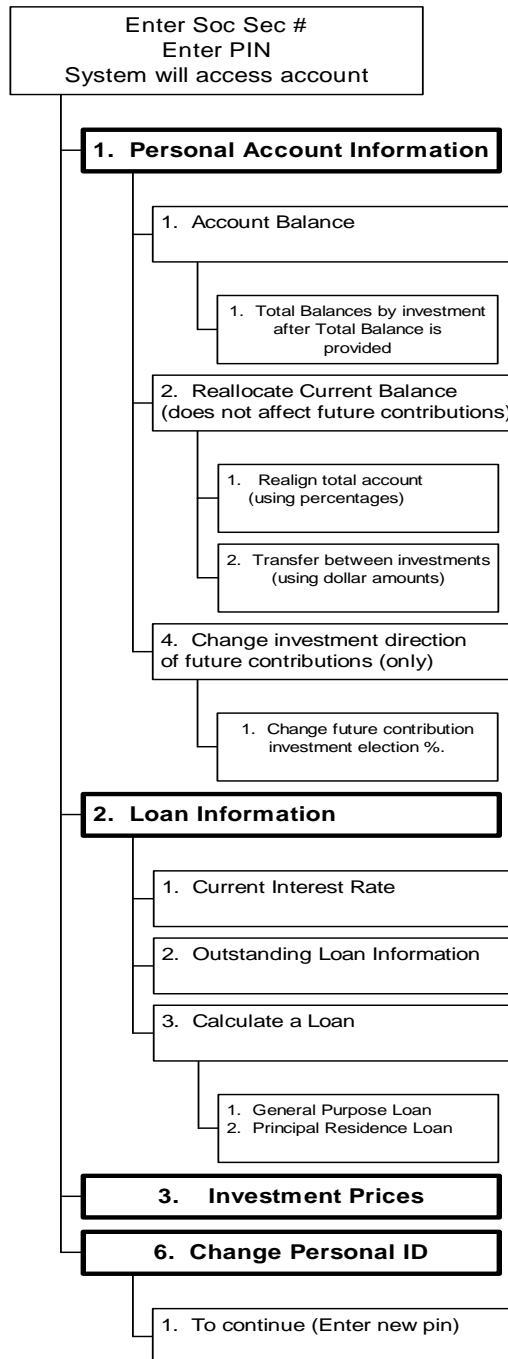 Enter Soc Sec #
Enter PIN
System will access account
1. Personal Account Information
1. Account Balance
1. Total Balances by investment
after Total Balance is
provided
2. Reallocate Current Balance
(does not affect future contributions)
1. Realign total account
(using percentages)
2. Transfer between investments
(using dollar amounts)
4. Change investment direction
of future contributions (only)
1. Change future contribution
investment election %.
2. Loan Information
1. Current Interest Rate
2. Outstanding Loan Information
3. Calculate a Loan
1. General Purpose Loan
2. Principal Residence Loan
3. Investment Prices
6. Change Personal ID
1. To continue (Enter new pin)